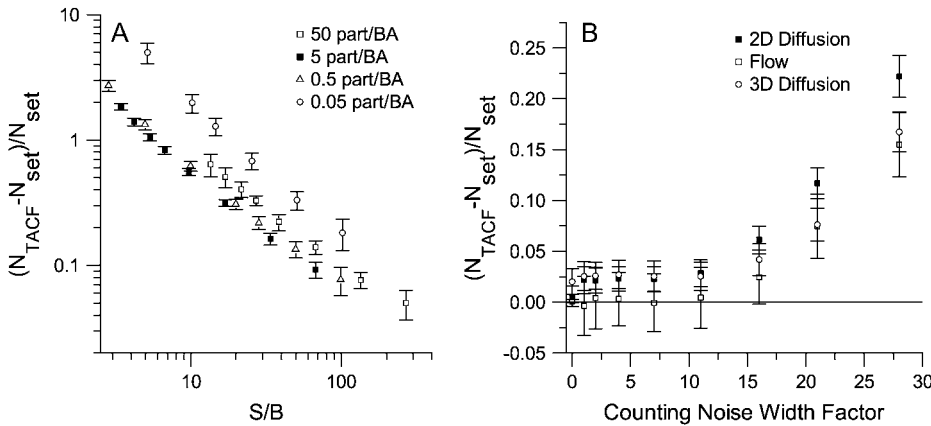 A
50 part/BA
5 part/BA
0.5 part/BA
0.05 part/BA
10
1
0.1
10
100
S/B
(N_TACF-N_set)/N_set
B
2D Diffusion
Flow
3D Diffusion
0.25
0.20
0.15
0.10
0.05
0.00
-0.05
0 5 10 15 20 25 30
Counting Noise Width Factor
(N_TACF-N_set)/N_set